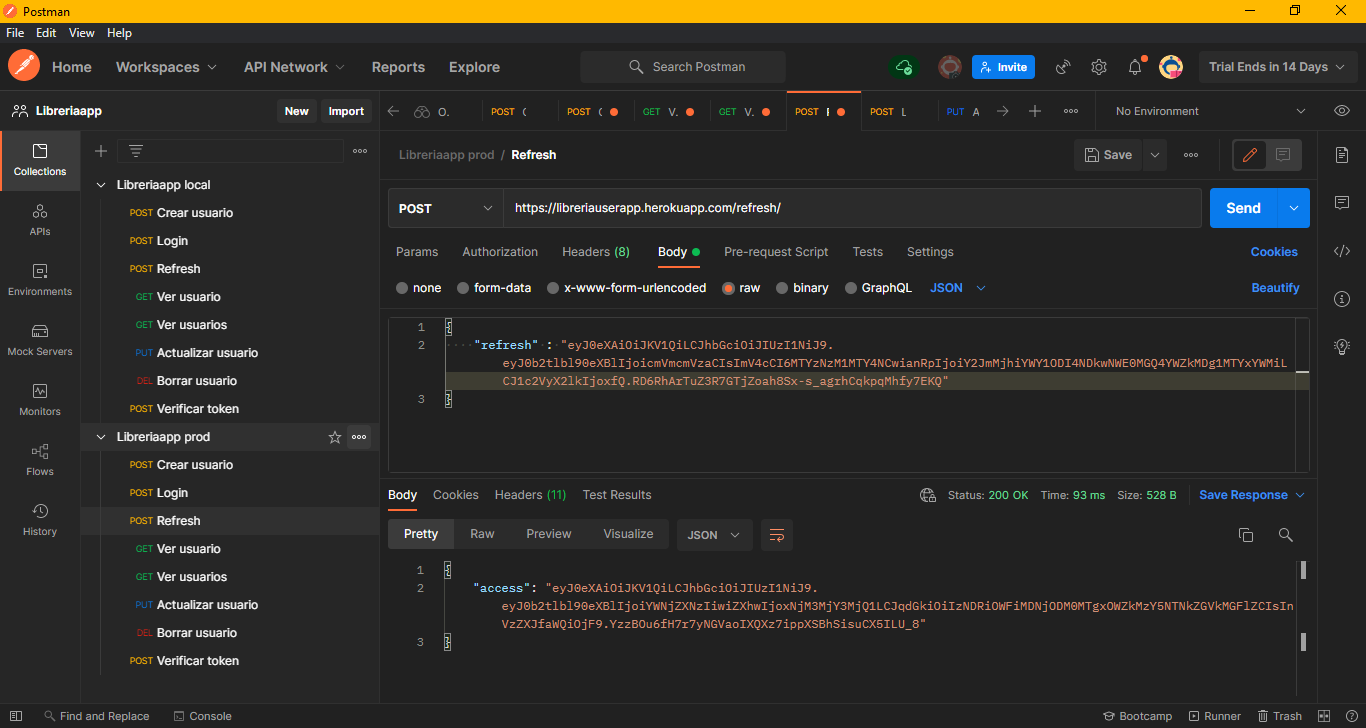 Postman
File Edit View Help
Home Workspaces API Network Reports Explore Search Postman Invite Trial Ends in 14 Days
Libreriaapp New Import
O. POST C POST C GET V. GET V. POST F POST L PUT A No Environment
Collections
APIs
Environments
Mock Servers
Monitors
Flows
History
Libreriaapp local
POST Crear usuario
POST Login
POST Refresh
GET Ver usuario
GET Ver usuarios
PUT Actualizar usuario
DEL Borrar usuario
POST Verificar token
Libreriaapp prod
POST Crear usuario
POST Login
POST Refresh
GET Ver usuario
GET Ver usuarios
PUT Actualizar usuario
DEL Borrar usuario
POST Verificar token
Libreriaapp prod / Refresh Save
POST https://libreriauserapp.herokuapp.com/refresh/ Send
Params Authorization Headers (8) Body Pre-request Script Tests Settings Cookies
none form-data x-www-form-urlencoded raw binary GraphQL JSON Beautify
1 {
2 "refresh" : "eyJ0eXAiOiJKV1QiLCJhbGciOiJIUzI1NiJ9.
eyJ0b2tlbl90eXBlIjoicmVmcmVzaCIsImV4cCI6MTYzNzM1MTY4NCwianRpIjoiY2JmMjhiYWY1ODI4NDkwNWE0MGQ4YWZkMDg1MTYxYWMiL
CJ1c2VyX2lkIjoxfQ.RD6RhArTuZ3R7GTjZoah8Sx-s_agrhCqkpqMhfy7EKQ"
3 }
Body Cookies Headers (11) Test Results Status: 200 OK Time: 93 ms Size: 528 B Save Response
Pretty Raw Preview Visualize JSON
1 {
2 "access": "eyJ0eXAiOiJKV1QiLCJhbGciOiJIUzI1NiJ9.
eyJ0b2tlbl90eXBlIjoiYWNjZXNzIiwiZXhwIjoxNjM3MjY3MjQ1LCJqdGkiOiIzNDRiOWFiMDNjODM0MTgxOWZkMzY5NTNkZGVkMGFlZCIsIn
VzZXJfaWQiOjF9.YzzBOu6fH7r7yNGVaoIXQXz7ippXSBhSisuCX5ILU_8"
3 }
Find and Replace Console Bootcamp Runner Trash